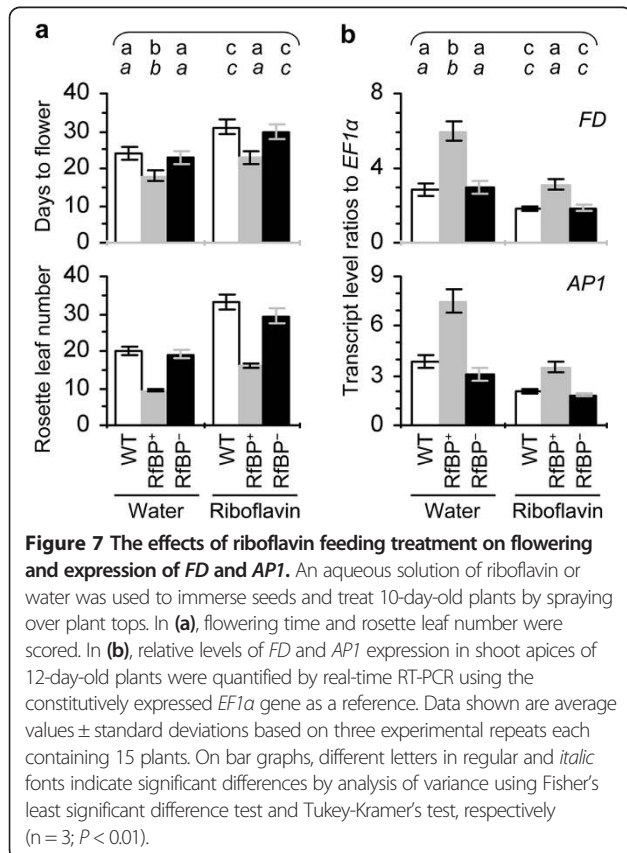 a
b
a b a c a c
a b a c a c
a b a c a c
a b a c a c
Days to flower
40
30
20
10
0
Rosette leaf number
40
30
20
10
0
WT
RfBP+
RfBP−
WT
RfBP+
RfBP−
Water
Riboflavin
Transcript level ratios to EF1α
FD
8
6
3
0
AP1
9
6
3
0
WT
RfBP+
RfBP−
WT
RfBP+
RfBP−
Water
Riboflavin
Figure 7 The effects of riboflavin feeding treatment on flowering
and expression of FD and AP1. An aqueous solution of riboflavin or
water was used to immerse seeds and treat 10-day-old plants by spraying
over plant tops. In (a), flowering time and rosette leaf number were
scored. In (b), relative levels of FD and AP1 expression in shoot apices of
12-day-old plants were quantified by real-time RT-PCR using the
constitutively expressed EF1α gene as a reference. Data shown are average
values ± standard deviations based on three experimental repeats each
containing 15 plants. On bar graphs, different letters in regular and italic
fonts indicate significant differences by analysis of variance using Fisher’s
least significant difference test and Tukey-Kramer’s test, respectively
(n = 3; P < 0.01).